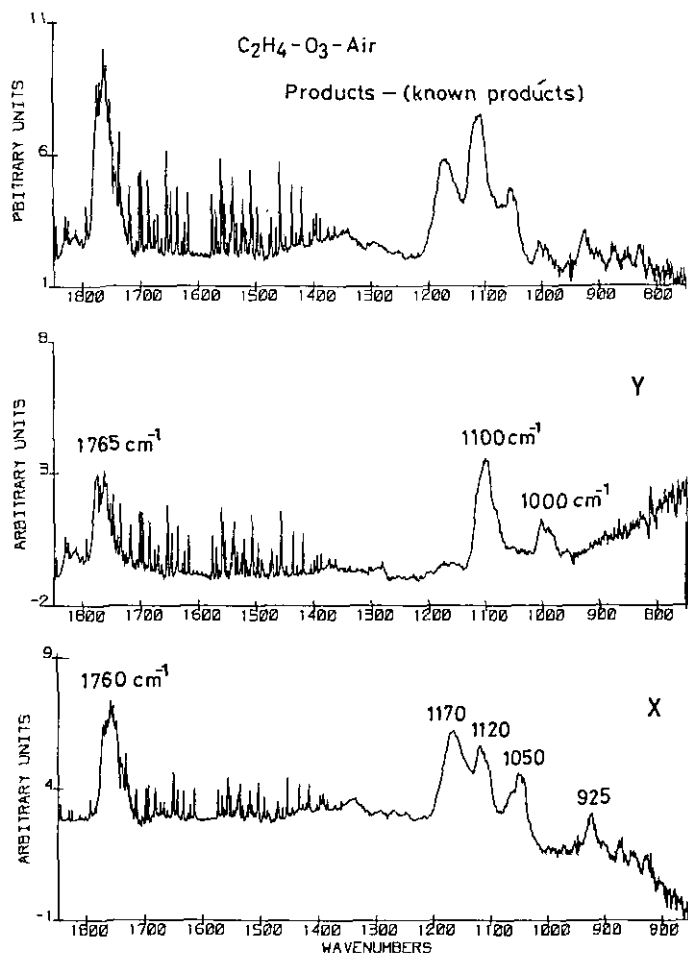 C₂H₄-O₃-Air
Products-(known products)
11
6
1
PBITRARY UNITS
1800 1700 1600 1500 1400 1300 1200 1100 1000 900 800
8
3
-2
ARBITRARY UNITS
Y
1765 cm⁻¹
1100 cm⁻¹
1000 cm⁻¹
1800 1700 1600 1500 1400 1300 1200 1100 1000 900 800
9
4
-1
ARBITRARY UNITS
X
1760 cm⁻¹
1170
1120
1050
925
1800 1700 1600 1500 1400 1300 1200 1100 1000 900 800
WAVENUMBERS